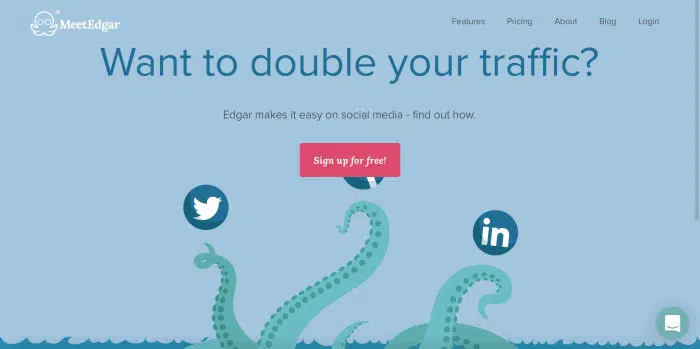 MeetEdgar
Features
Pricing
About
Blog
Login
Want to double your traffic?
Edgar makes it easy on social media - find out how.
Sign up for free!
in